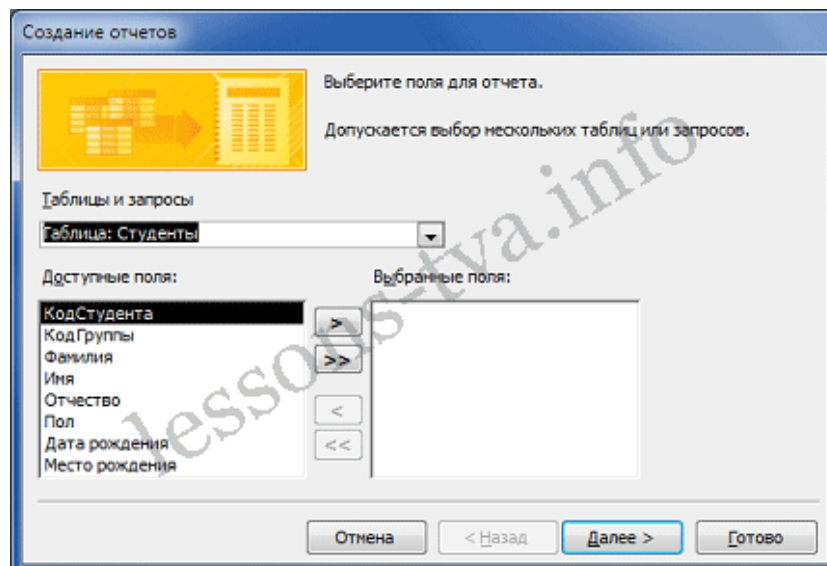 Создание отчетов
Выберите поля для отчета.
Допускается выбор нескольких таблиц или запросов.
Таблицы и запросы
Таблица: Студенты
Доступные поля:
Выбранные поля:
КодСтудента
КодГруппы
Фамилия
Имя
Отчество
Пол
Дата рождения
Место рождения
>
>>
<
<<
Отмена
< Назад
Далее >
Готово
lessons-tva.info